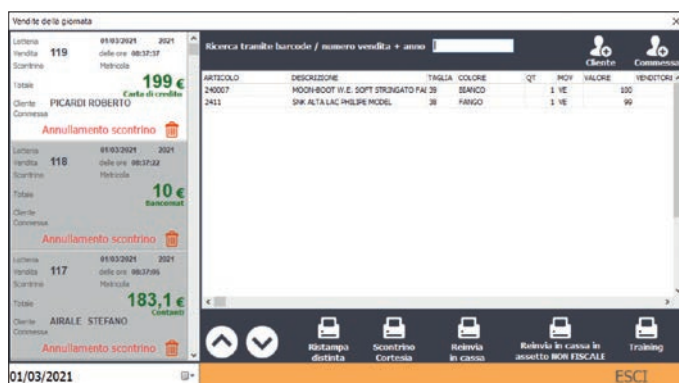 Vendite della giornata
Lotteria 01/03/2021 2021
Vendita 119 delle ore 08:37:37
Scontrino Matricola
Totale 199 €
Carta di credito
Cliente PICARDI ROBERTO
Commessa
Annullamento scontrino
Lotteria 01/03/2021 2021
Vendita 118 delle ore 08:37:22
Scontrino Matricola
Totale 10 €
Bancomat
Cliente
Commessa
Annullamento scontrino
Lotteria 01/03/2021 2021
Vendita 117 delle ore 08:37:06
Scontrino Matricola
Totale 183,1 €
Contanti
Cliente AIRALE STEFANO
Commessa
Annullamento scontrino
01/03/2021
Ricerca tramite barcode / numero vendita + anno
Cliente Commessa
ARTICOLO DESCRIZIONE TAGLIA COLORE QT MOV VALORE VENDITORE
240007 MOON-BOOT W.E. SOFT STRINGATO FAI 39 BIANCO 1 VE 100
2411 SNK ALTA LAC PHILIPE MODEL 38 FANGO 1 VE 99
Ristampa distinta
Scontrino Cortesia
Reinvia in cassa
Reinvia in cassa in assetto NON FISCALE
Training
ESCI